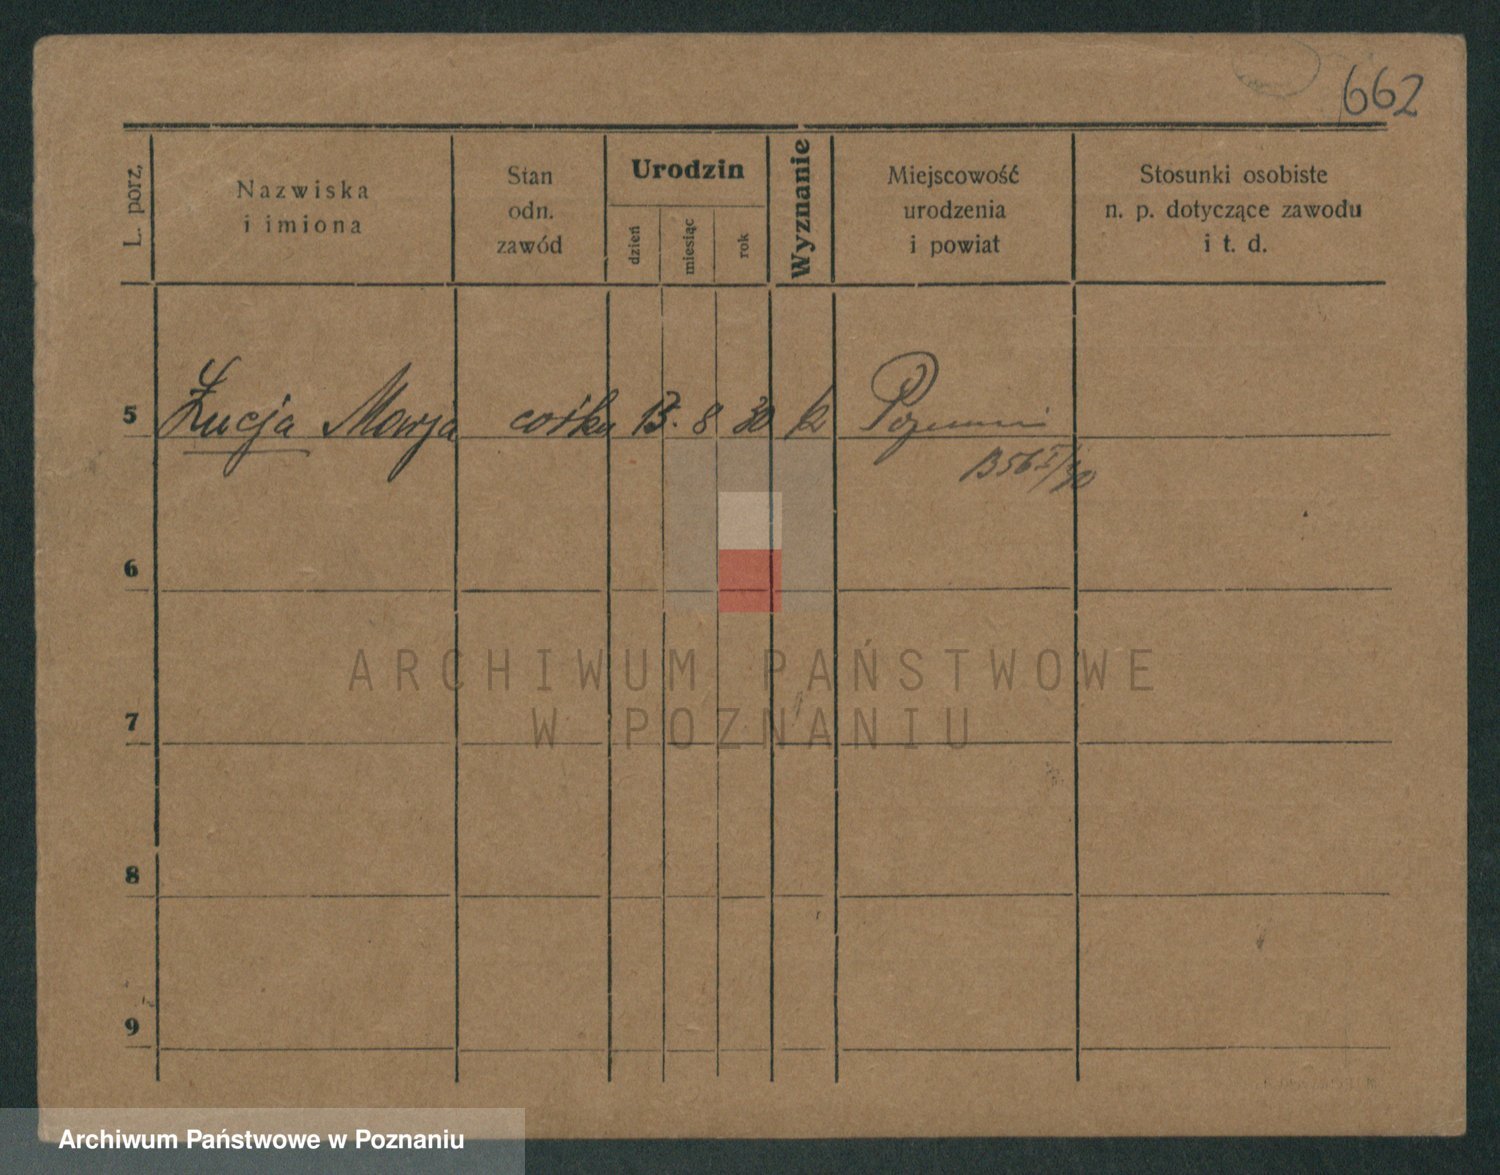 662
L. porz.
Nazwiska
i imiona
Stan
odn.
zawód
Urodzin
dzień
miesiąc
rok
Wyznanie
Miejscowość
urodzenia
i powiat
Stosunki osobiste
n. p. dotyczące zawodu
i t. d.
5 Łucja Marja córka 13. 8 30 k Poznań
6
ARCHIWUM PAŃSTWOWE
W POZNANIU
7
8
9
Archiwum Państwowe w Poznaniu